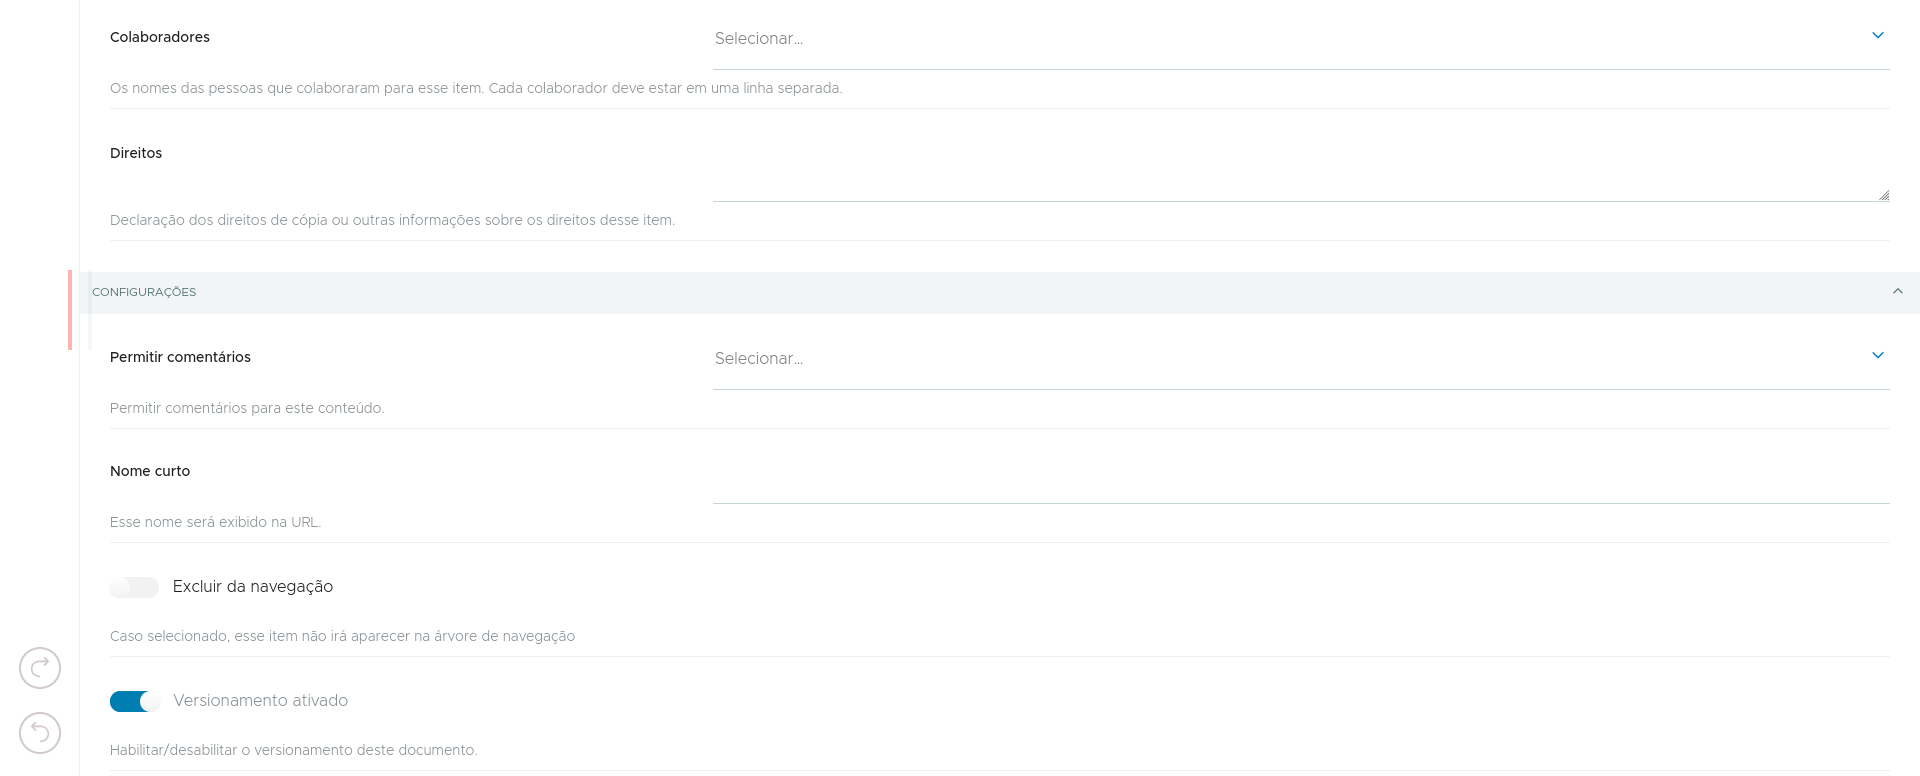 Colaboradores
Selecionar...
Os nomes das pessoas que colaboraram para esse item. Cada colaborador deve estar em uma linha separada.
Direitos
Declaração dos direitos de cópia ou outras informações sobre os direitos desse item.
CONFIGURAÇÕES
Permitir comentários
Selecionar...
Permitir comentários para este conteúdo.
Nome curto
Esse nome será exibido na URL.
Excluir da navegação
Caso selecionado, esse item não irá aparecer na árvore de navegação
Versionamento ativado
Habilitar/desabilitar o versionamento deste documento.